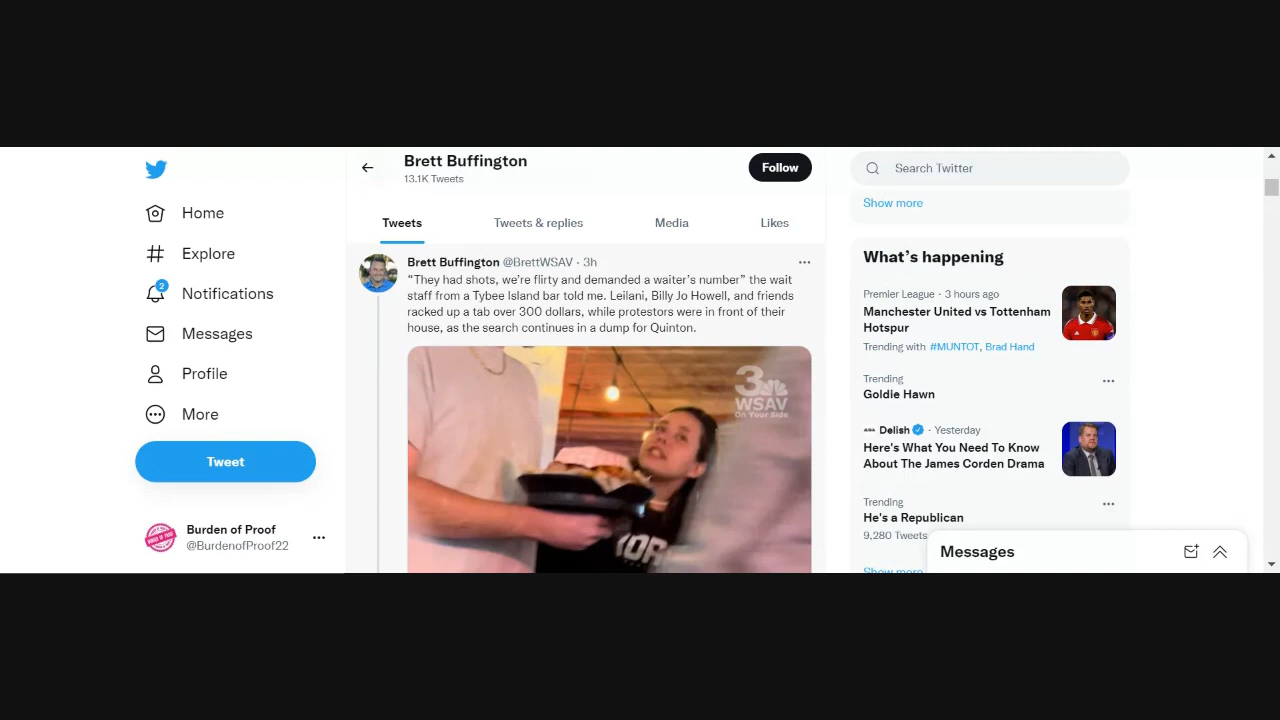 Brett Buffington
13.1K Tweets
Follow
Search Twitter
Show more
Home
Explore
2
Notifications
Messages
Profile
More
Tweet
Burden of Proof
@BurdenofProof22
Tweets
Tweets & replies
Media
Likes
Brett Buffington @BrettWSAV · 3h
“They had shots, we’re flirty and demanded a waiter’s number” the wait
staff from a Tybee Island bar told me. Leilani, Billy Jo Howell, and friends
racked up a tab over 300 dollars, while protestors were in front of their
house, as the search continues in a dump for Quinton.
3
WSAV
On Your Side
YOR
What’s happening
Premier League · 3 hours ago
Manchester United vs Tottenham
Hotspur
Trending with #MUNTOT, Brad Hand
Trending
Goldie Hawn
Delish · Yesterday
Here's What You Need To Know
About The James Corden Drama
Trending
He's a Republican
9,280 Tweets
Show more
Messages